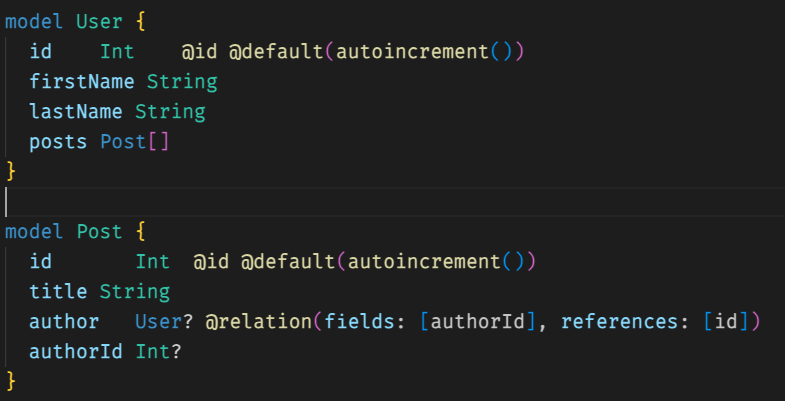 model User {
  id    Int    @id @default(autoincrement())
  firstName String
  lastName String
  posts Post[]
}

model Post {
  id       Int  @id @default(autoincrement())
  title String
  author   User? @relation(fields: [authorId], references: [id])
  authorId Int?
}